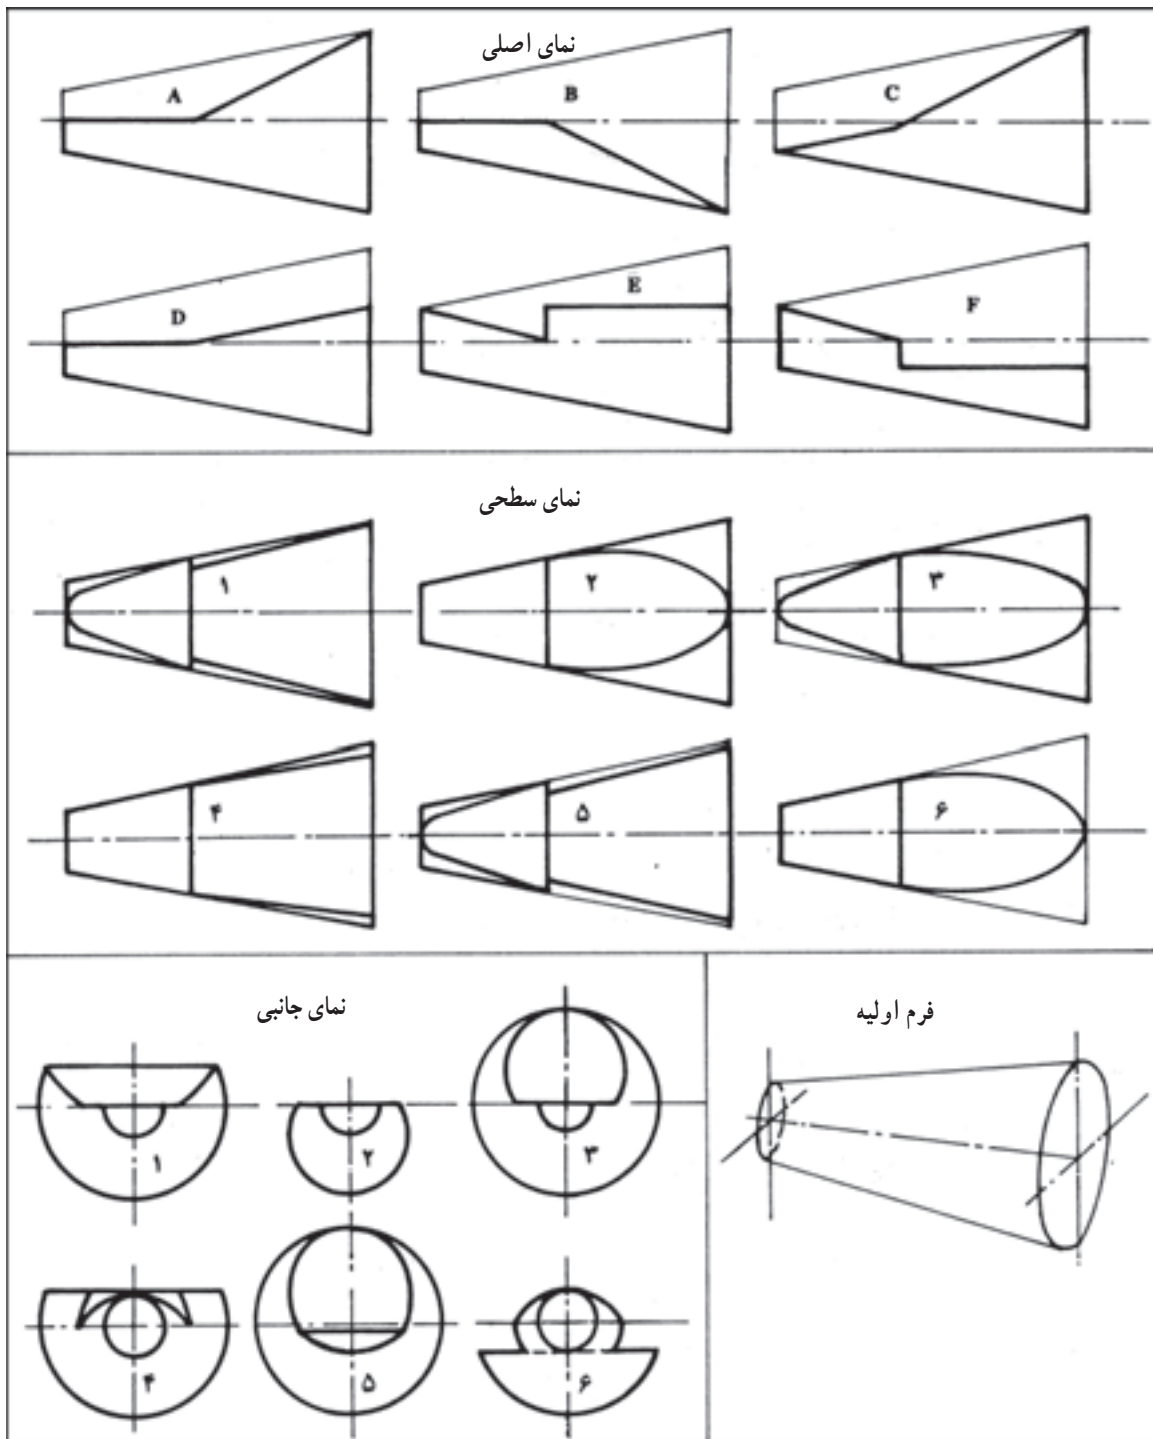 نمای اصلی
A
B
C
D
E
F
نمای سطحی
۱
۲
۳
۴
۵
۶
نمای جانبی
۱
۲
۳
۴
۵
۶
فرم اولیه